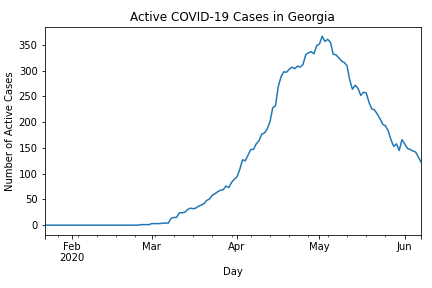 Active COVID-19 Cases in Georgia
Number of Active Cases
350
300
250
200
150
100
50
0
Feb
2020
Mar
Apr
May
Jun
Day